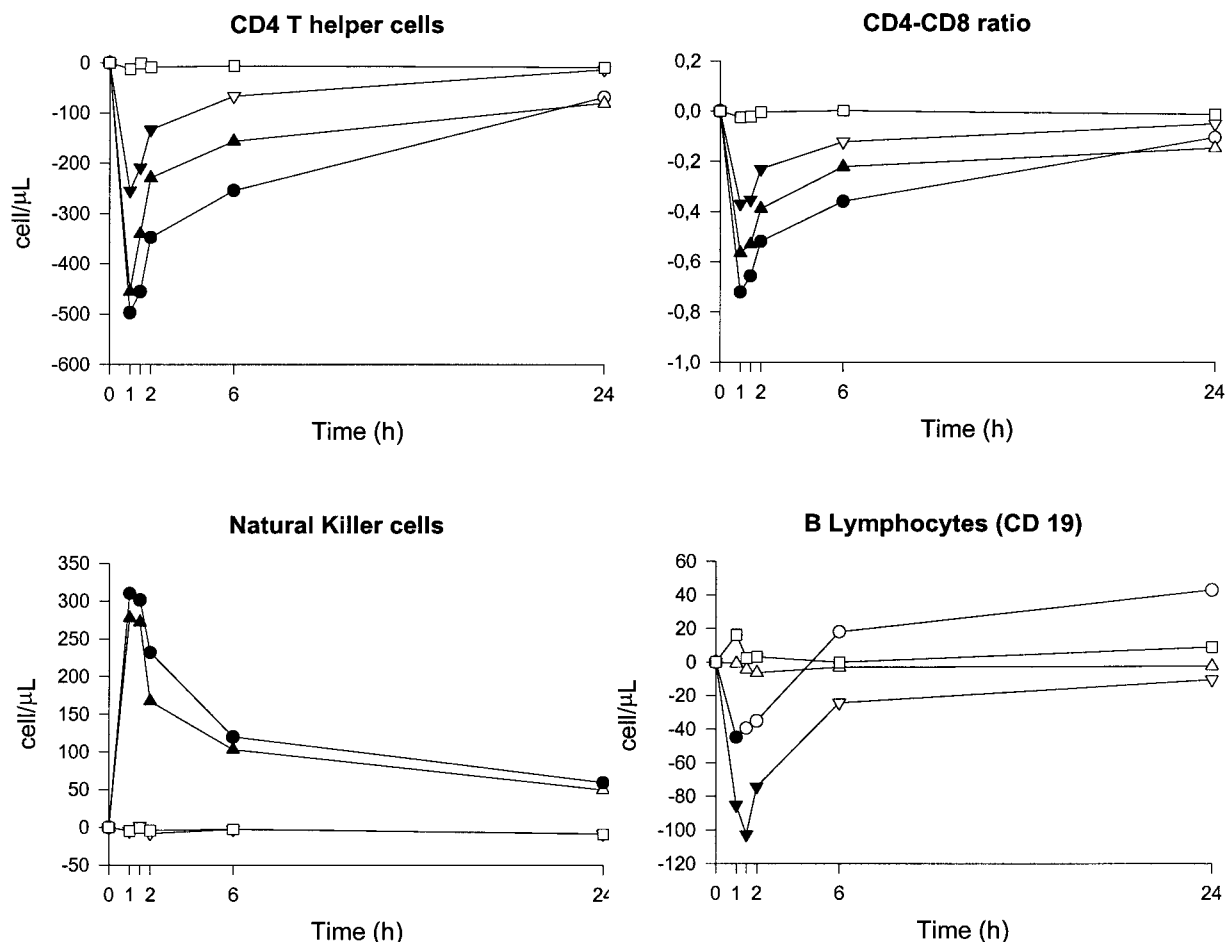 CD4 T helper cells
cell/µL
0
-100
-200
-300
-400
-500
-600
0 1 2 6 24
Time (h)
CD4-CD8 ratio
0,2
0,0
-0,2
-0,4
-0,6
-0,8
-1,0
0 1 2 6 24
Time (h)
Natural Killer cells
cell/µL
350
300
250
200
150
100
50
0
-50
0 1 2 6 24
Time (h)
B Lymphocytes (CD 19)
cell/µL
60
40
20
0
-20
-40
-60
-80
-100
-120
0 1 2 6 24
Time (h)